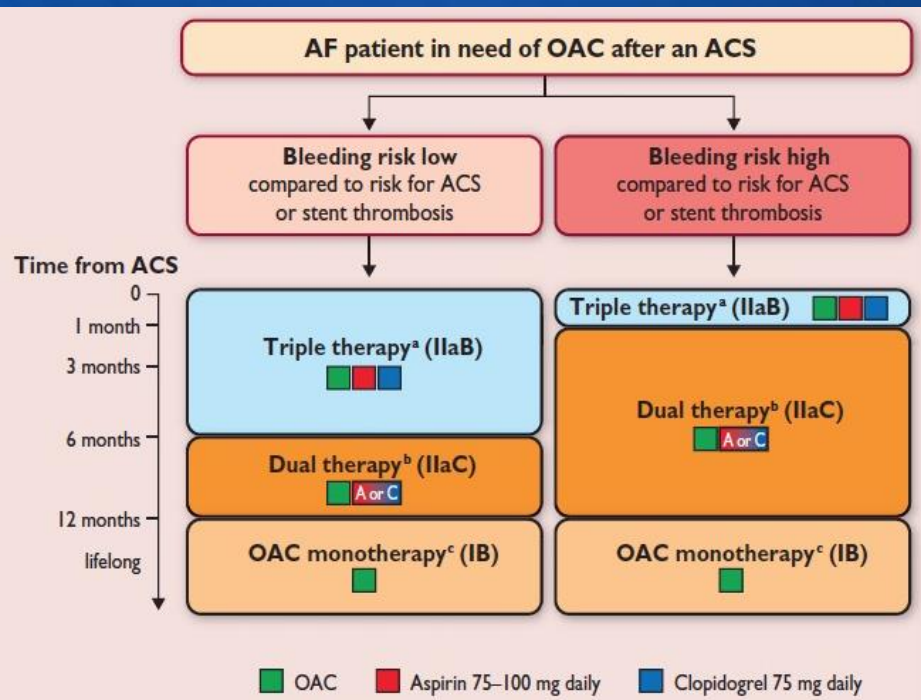 AF patient in need of OAC after an ACS
Bleeding risk low
compared to risk for ACS
or stent thrombosis
Bleeding risk high
compared to risk for ACS
or stent thrombosis
Time from ACS
0
1 month
3 months
6 months
12 months
lifelong
Triple therapyᵃ (IIaB)
Dual therapyᵇ (IIaC)
A or C
OAC monotherapyᶜ (IB)
Triple therapyᵃ (IIaB)
Dual therapyᵇ (IIaC)
A or C
OAC monotherapyᶜ (IB)
OAC
Aspirin 75–100 mg daily
Clopidogrel 75 mg daily